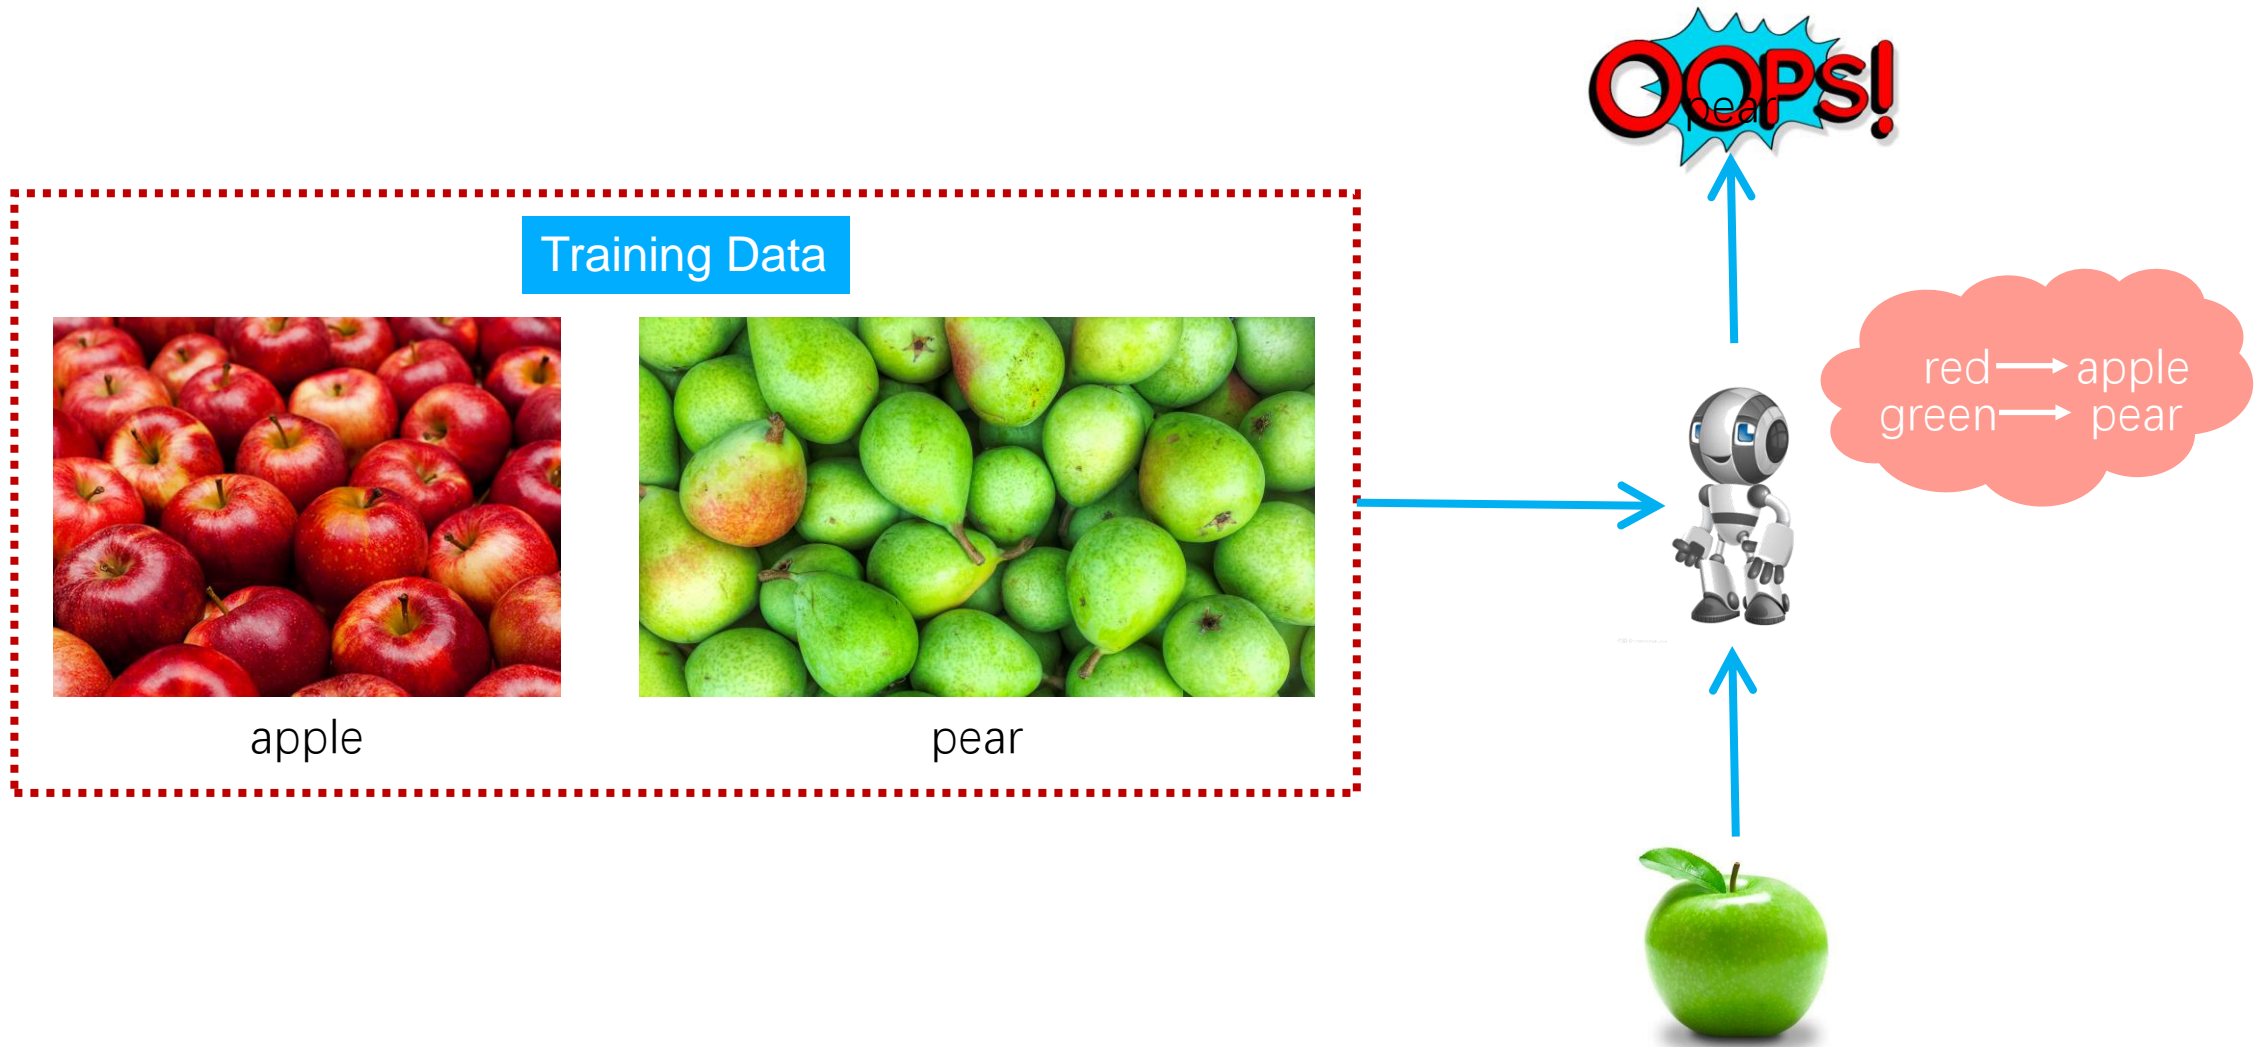 OOPS!
pear
Training Data
red → apple
green → pear
apple
pear